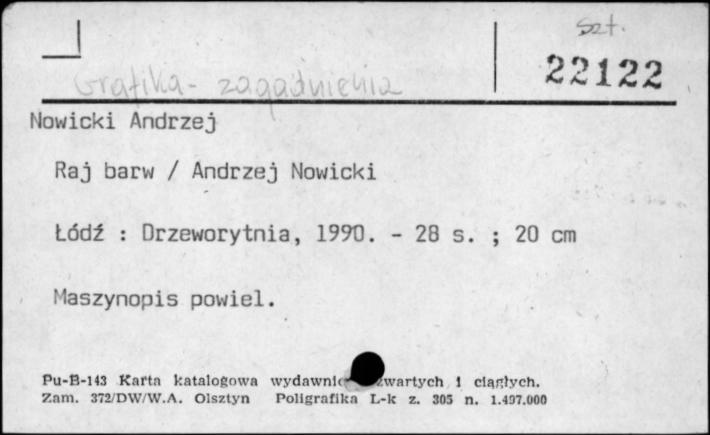 Szt.
22122
Grafika - zagadnienia
Nowicki Andrzej
Raj barw / Andrzej Nowicki
Łódź : Drzeworytnia, 1990. - 28 s. ; 20 cm
Maszynopis powiel.
Pu-B-143 Karta katalogowa zwartych i ciągłych.
Zam. 372/DW/W.A. Olsztyn Poligrafika L-k z. 305 n. 1.497.000